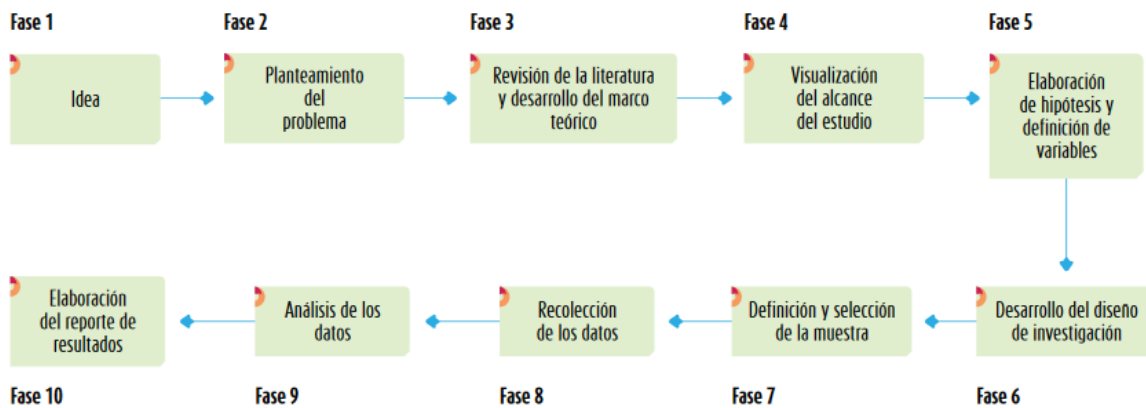 Fase 1
Idea
Fase 2
Planteamiento
del
problema
Fase 3
Revisión de la literatura
y desarrollo del marco
teórico
Fase 4
Visualización
del alcance
del estudio
Fase 5
Elaboración
de hipótesis y
definición de
variables
Desarrollo del diseño
de investigación
Fase 6
Definición y selección
de la muestra
Fase 7
Recolección
de los datos
Fase 8
Análisis de los
datos
Fase 9
Elaboración
del reporte de
resultados
Fase 10